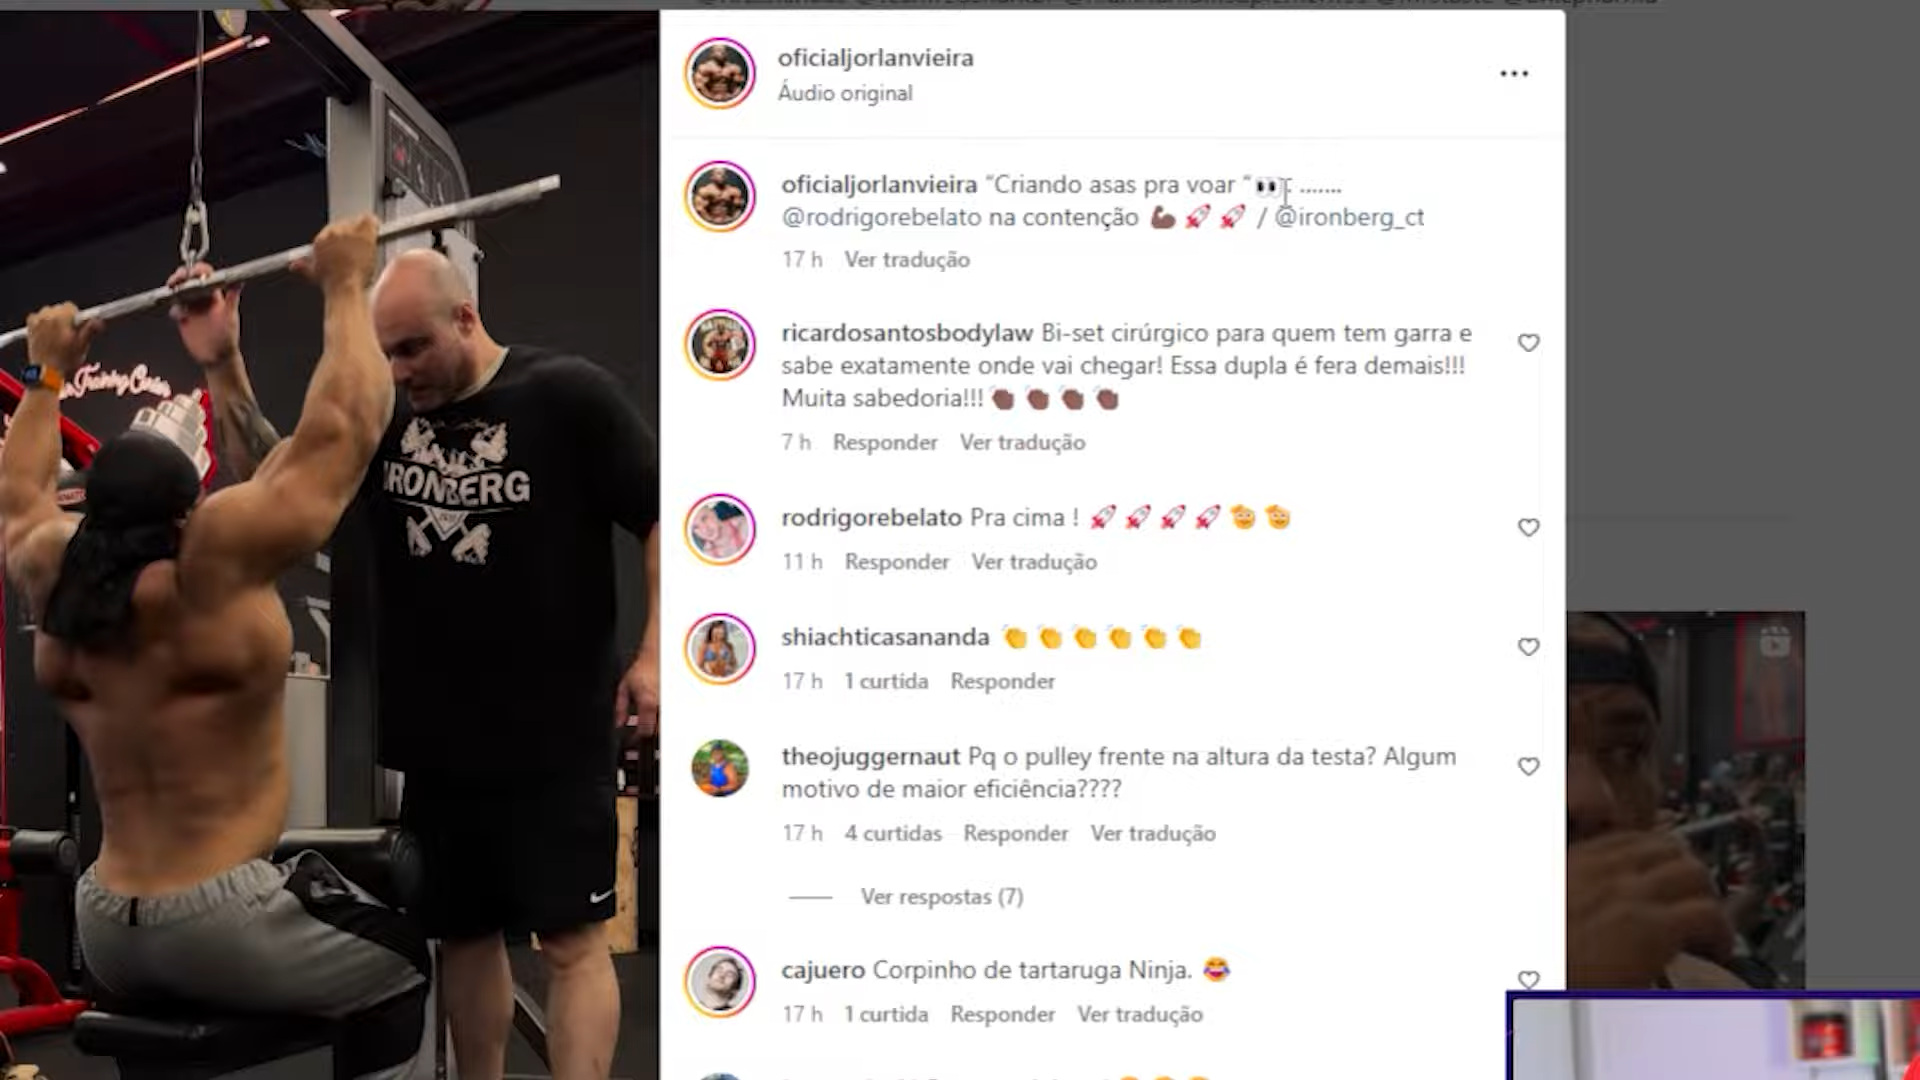 oficialjorlanvieira
Áudio original
oficialjorlanvieira “Criando asas pra voar “👀: .......
@rodrigorebelato na contenção 💪🏿 🚀 🚀 / @ironberg_ct
17 h Ver tradução
ricardosantosbodylaw Bi-set cirúrgico para quem tem garra e
sabe exatamente onde vai chegar! Essa dupla é fera demais!!!
Muita sabedoria!!! 👏🏿 👏🏿 👏🏿 👏🏿
7 h Responder Ver tradução
rodrigorebelato Pra cima ! 🚀 🚀 🚀 🚀 🫡 🫡
11 h Responder Ver tradução
shiachticasananda 👏 👏 👏 👏 👏 👏
17 h 1 curtida Responder
theojuggernaut Pq o pulley frente na altura da testa? Algum
motivo de maior eficiência????
17 h 4 curtidas Responder Ver tradução
Ver respostas (7)
cajuero Corpinho de tartaruga Ninja. 😂
17 h 1 curtida Responder Ver tradução
Training Center
IRONBERG